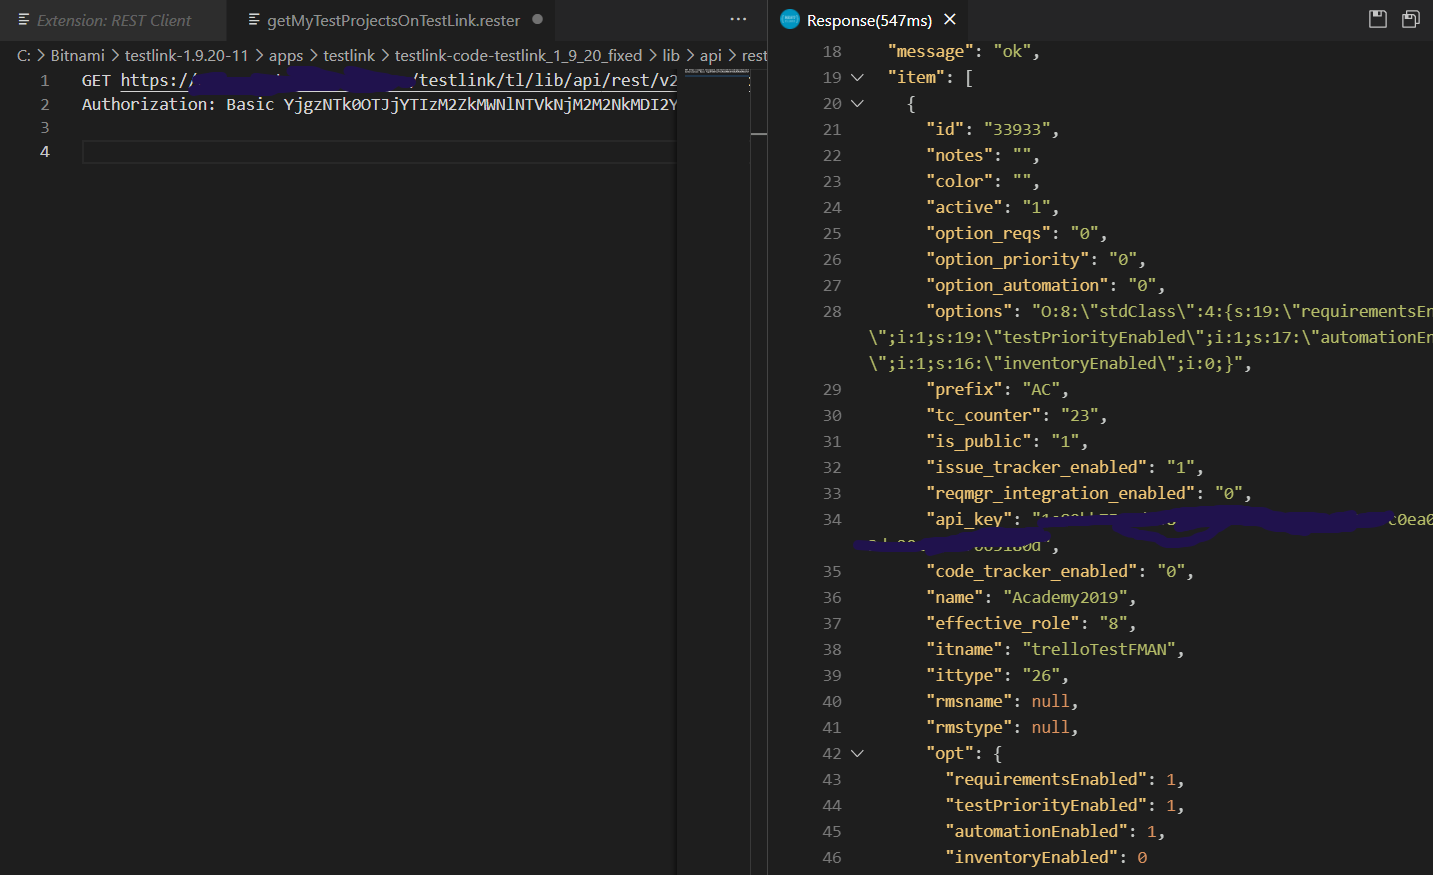 Extension: REST Client
getMyTestProjectsOnTestLink.rester
C: > Bitnami > testlink-1.9.20-11 > apps > testlink > testlink-code-testlink_1_9_20_fixed > lib > api > rest
1 GET https:// /testlink/tl/lib/api/rest/v2
2 Authorization: Basic YjgzNTk0OTJjYTIzM2ZkMWNlNTVkNjM2M2NkMDI2Y
3
4
Response(547ms)
18 "message": "ok",
19 "item": [
20 {
21 "id": "33933",
22 "notes": "",
23 "color": "",
24 "active": "1",
25 "option_reqs": "0",
26 "option_priority": "0",
27 "option_automation": "0",
28 "options": "O:8:\"stdClass\":4:{s:19:\"requirementsEn
\";i:1;s:19:\"testPriorityEnabled\";i:1;s:17:\"automationEn
\";i:1;s:16:\"inventoryEnabled\";i:0;}",
29 "prefix": "AC",
30 "tc_counter": "23",
31 "is_public": "1",
32 "issue_tracker_enabled": "1",
33 "reqmgr_integration_enabled": "0",
34 "api_key": " c0ea0
",
35 "code_tracker_enabled": "0",
36 "name": "Academy2019",
37 "effective_role": "8",
38 "itname": "trelloTestFMAN",
39 "ittype": "26",
40 "rmsname": null,
41 "rmstype": null,
42 "opt": {
43 "requirementsEnabled": 1,
44 "testPriorityEnabled": 1,
45 "automationEnabled": 1,
46 "inventoryEnabled": 0